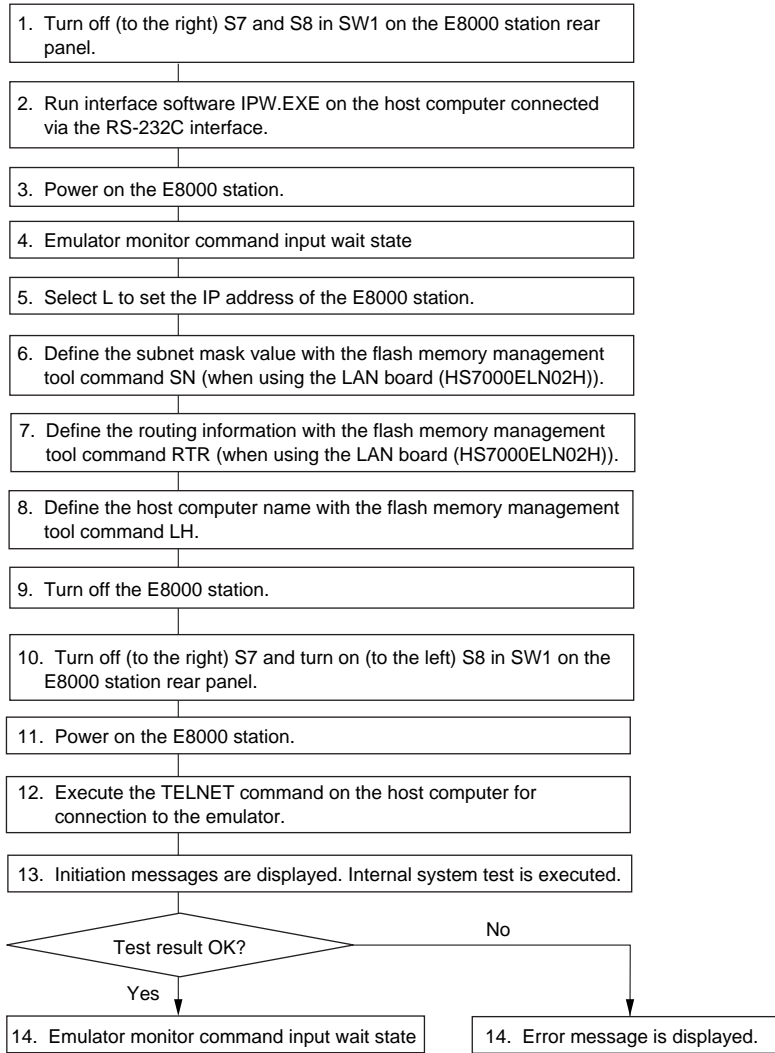 1. Turn off (to the right) S7 and S8 in SW1 on the E8000 station rear
panel.
2. Run interface software IPW.EXE on the host computer connected
via the RS-232C interface.
3. Power on the E8000 station.
4. Emulator monitor command input wait state
5. Select L to set the IP address of the E8000 station.
6. Define the subnet mask value with the flash memory management
tool command SN (when using the LAN board (HS7000ELN02H)).
7. Define the routing information with the flash memory management
tool command RTR (when using the LAN board (HS7000ELN02H)).
8. Define the host computer name with the flash memory management
tool command LH.
9. Turn off the E8000 station.
10. Turn off (to the right) S7 and turn on (to the left) S8 in SW1 on the
E8000 station rear panel.
11. Power on the E8000 station.
12. Execute the TELNET command on the host computer for
connection to the emulator.
13. Initiation messages are displayed. Internal system test is executed.
Test result OK?
No
Yes
14. Emulator monitor command input wait state
14. Error message is displayed.